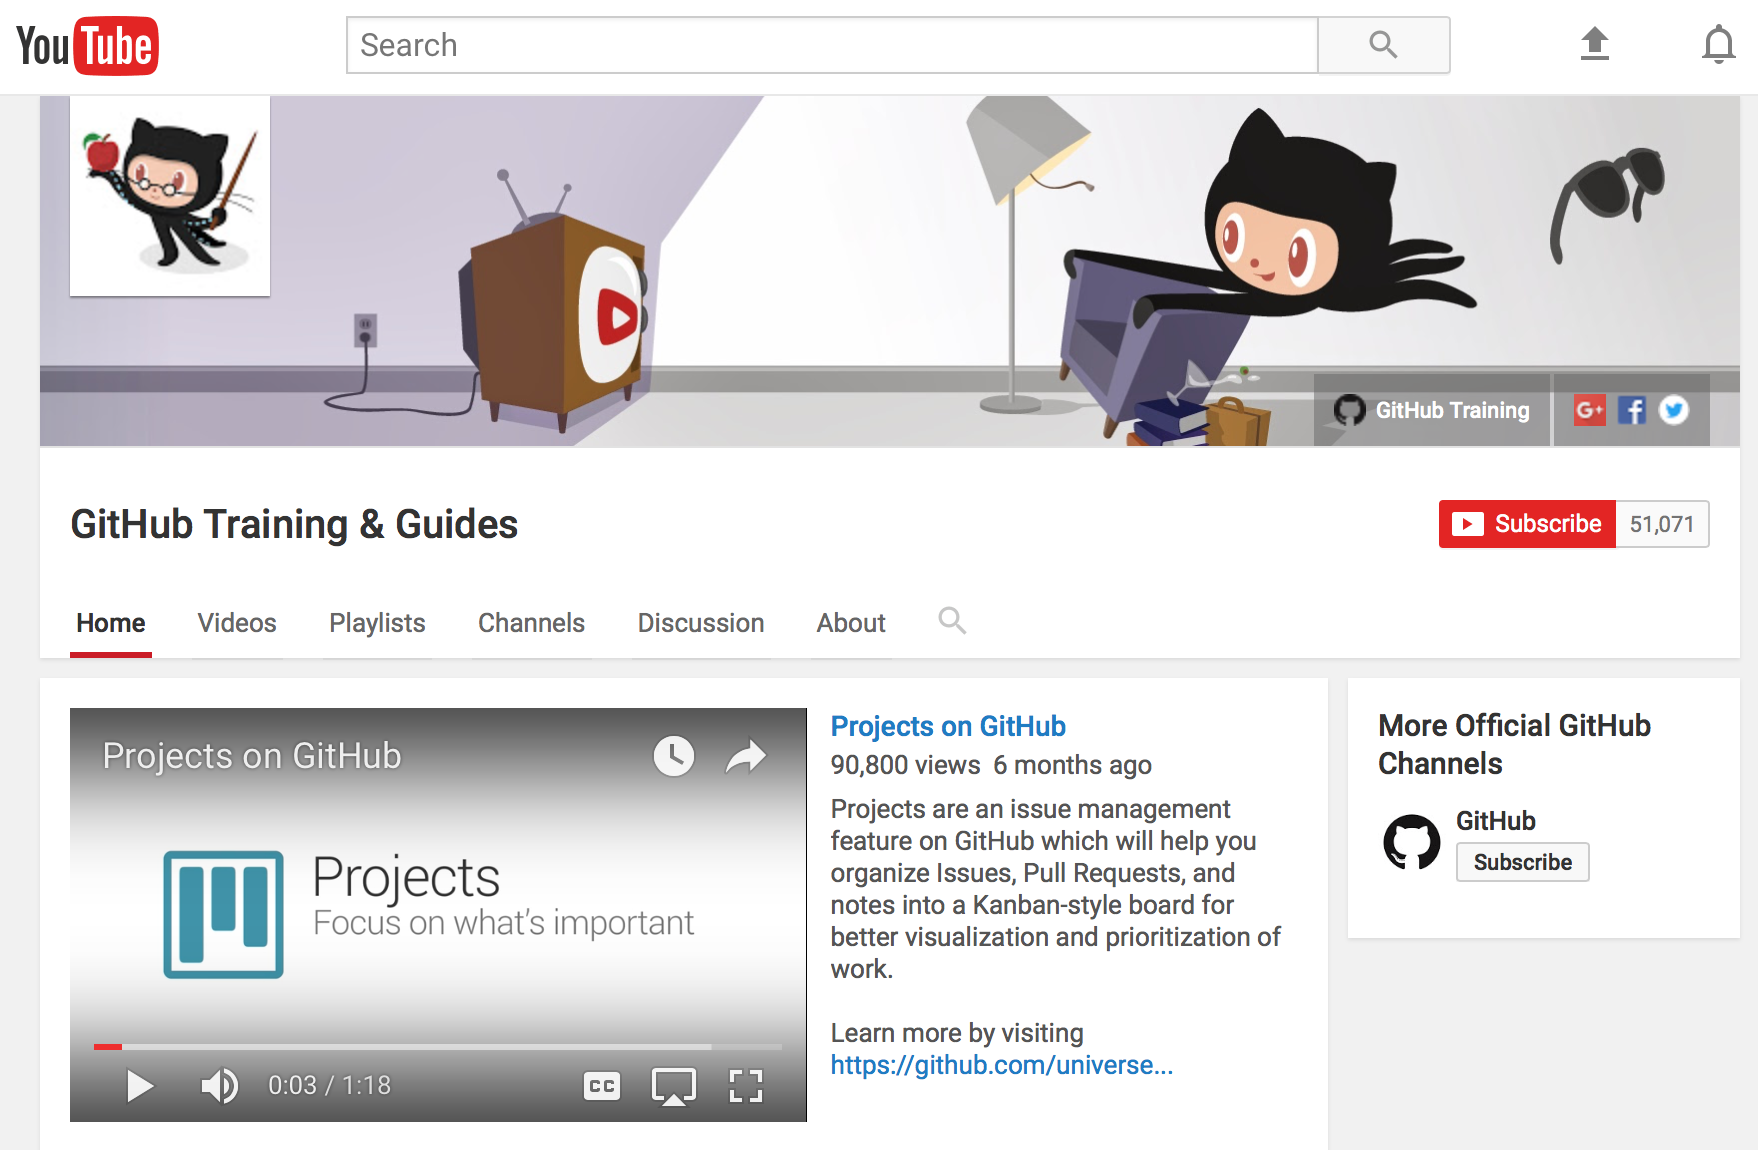 YouTube
Search
GitHub Training
G+
GitHub Training & Guides
Subscribe 51,071
Home Videos Playlists Channels Discussion About
Projects on GitHub
Projects
Focus on what's important
0:03 / 1:18
CC
Projects on GitHub
90,800 views 6 months ago
Projects are an issue management
feature on GitHub which will help you
organize Issues, Pull Requests, and
notes into a Kanban-style board for
better visualization and prioritization of
work.
Learn more by visiting
https://github.com/universe...
More Official GitHub
Channels
GitHub
Subscribe